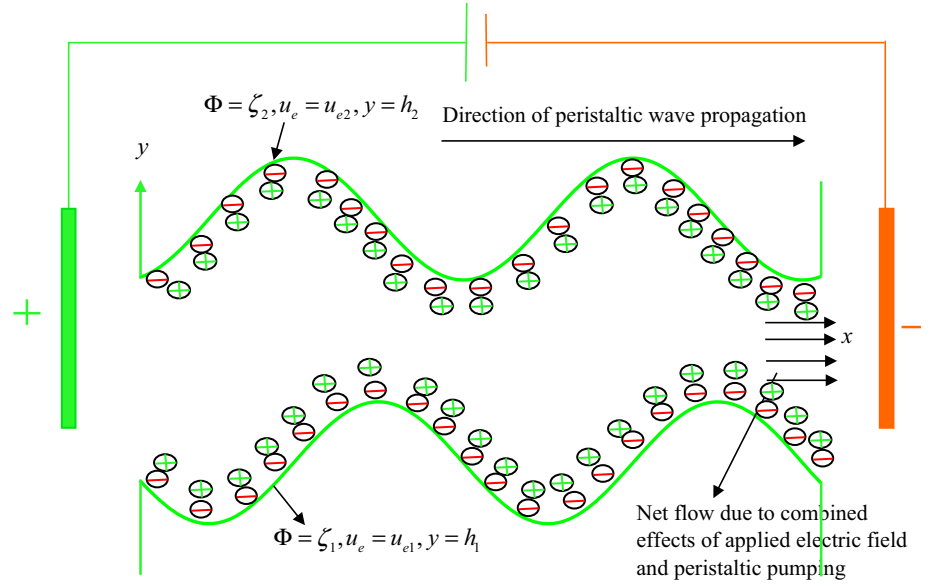 Φ = ζ₂, uₑ = uₑ₂, y = h₂
Direction of peristaltic wave propagation
y
+
−
x
Φ = ζ₁, uₑ = uₑ₁, y = h₁
Net flow due to combined
effects of applied electric field
and peristaltic pumping